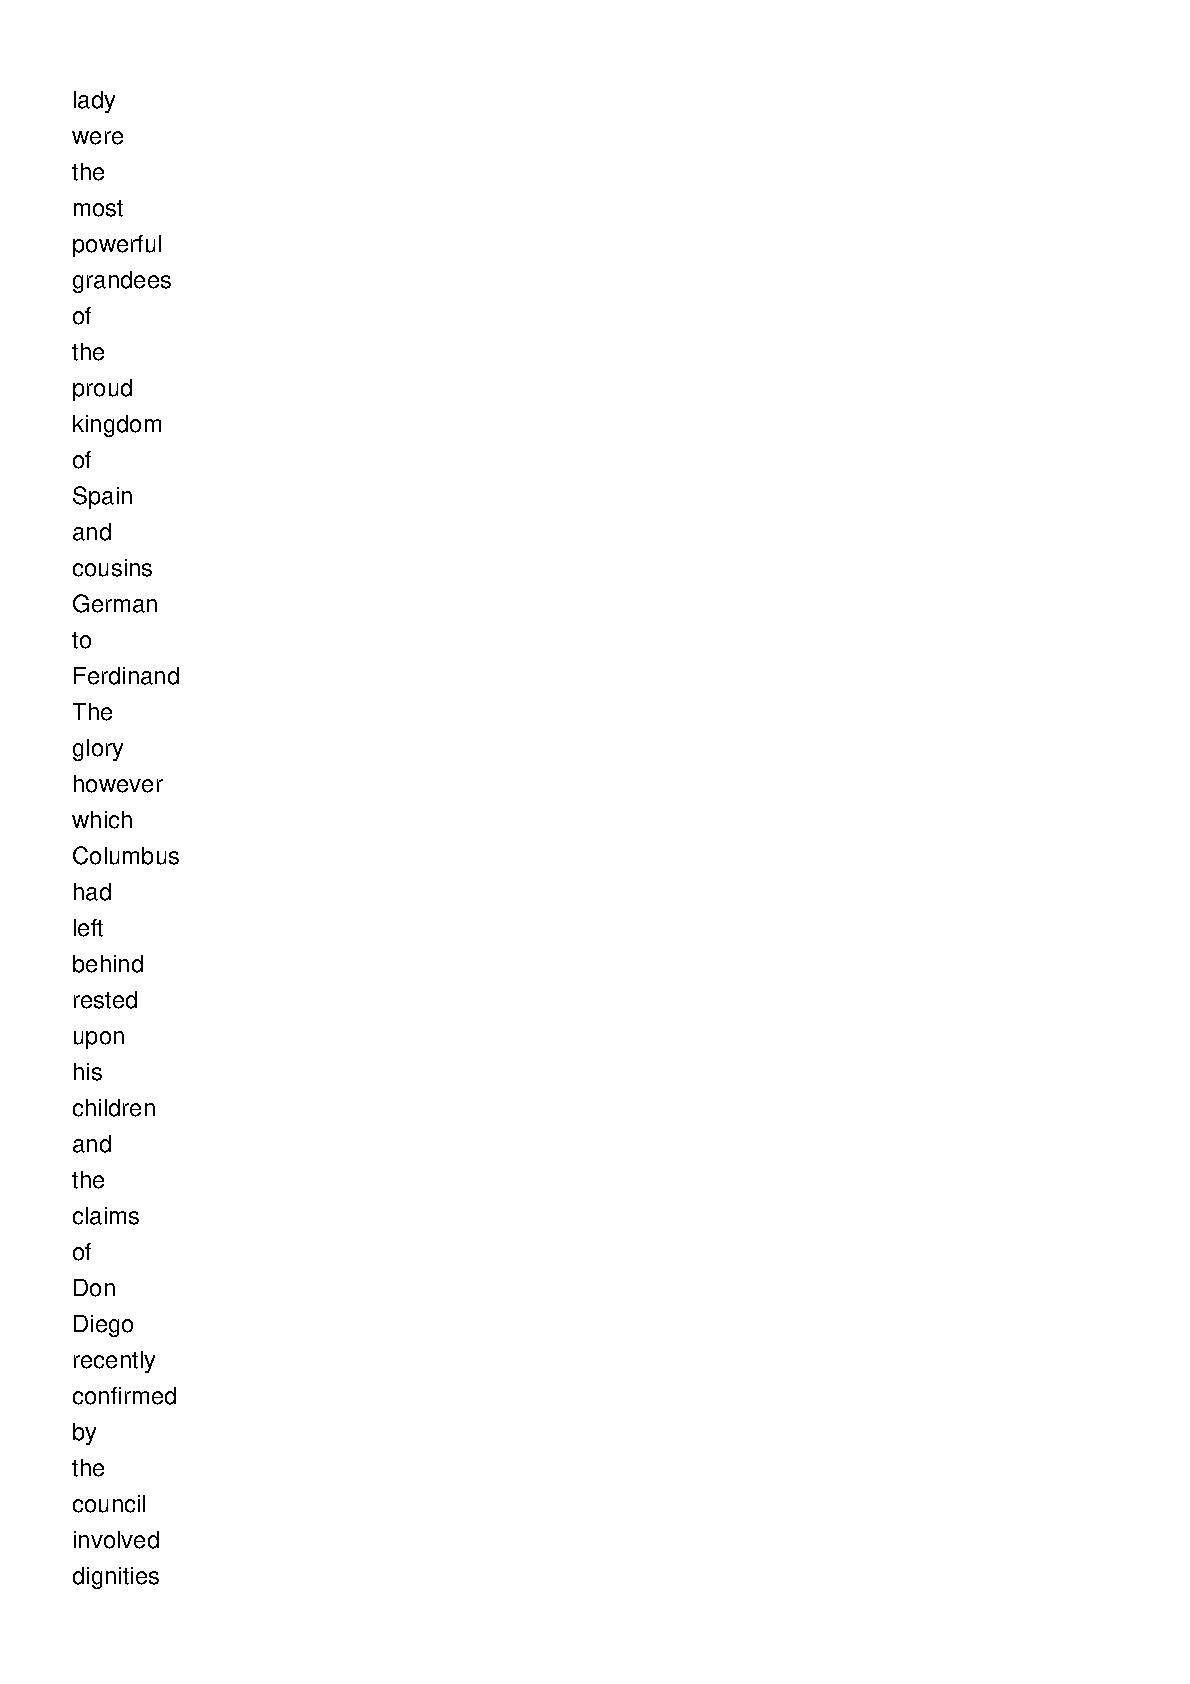 lady
were
the
most
powerful
grandees
of
the
proud
kingdom
of
Spain
and
cousins
German
to
Ferdinand
The
glory
however
which
Columbus
had
left
behind
rested
upon
his
children
and
the
claims
of
Don
Diego
recently
confirmed
by
the
council
involved
dignities